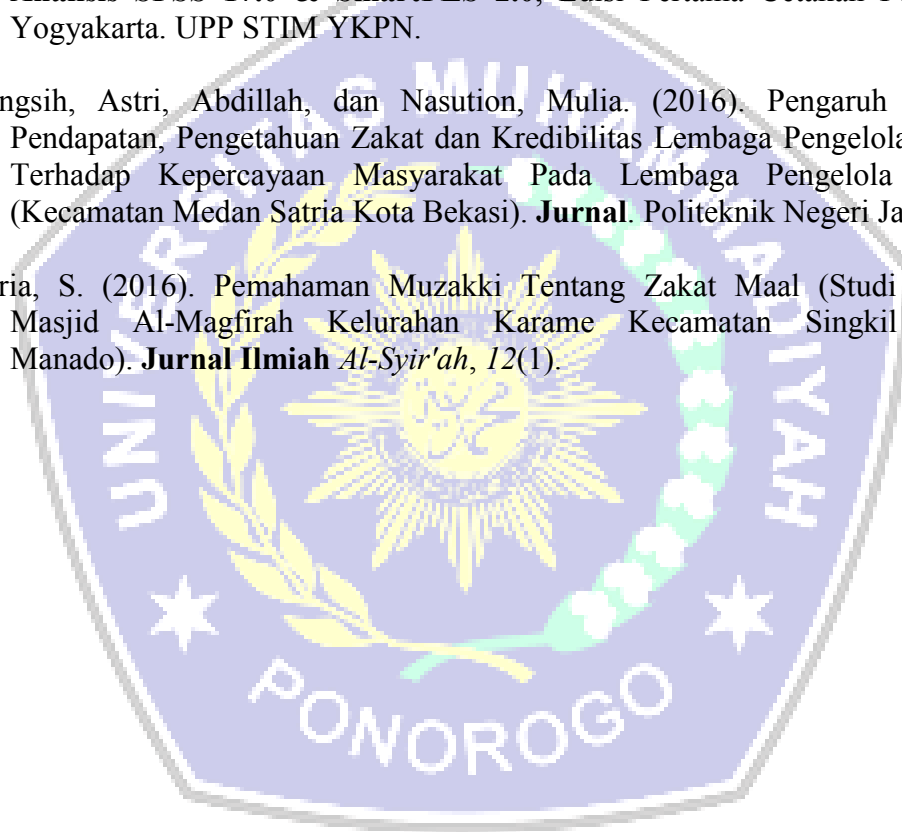 Yogyakarta. UPP STIM YKPN.
ngsih, Astri, Abdillah, dan Nasution, Mulia. (2016). Pengaruh
Pendapatan, Pengetahuan Zakat dan Kredibilitas Lembaga Pengelola
Terhadap Kepercayaan Masyarakat Pada Lembaga Pengelola
(Kecamatan Medan Satria Kota Bekasi). Jurnal. Politeknik Negeri Ja
ria, S. (2016). Pemahaman Muzakki Tentang Zakat Maal (Studi
Masjid Al-Magfirah Kelurahan Karame Kecamatan Singkil
Manado). Jurnal Ilmiah Al-Syir'ah, 12(1).
UNIVERSITAS MUHAMMADIYAH
PONOROGO